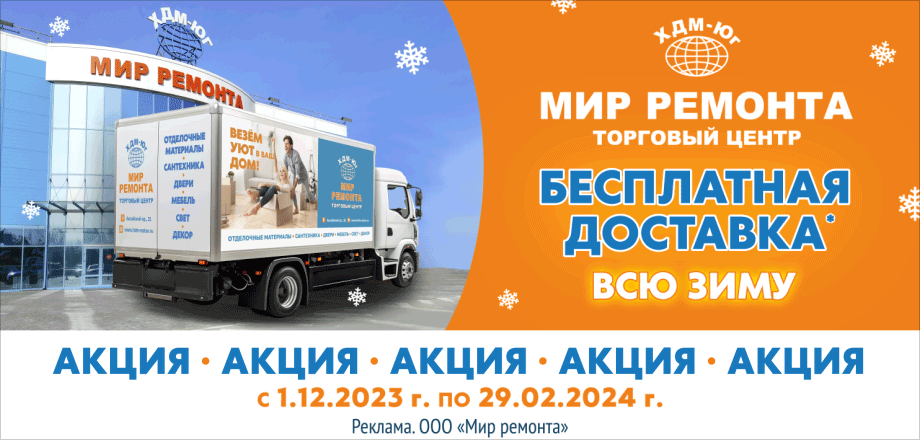 ХДМ-ЮГ
МИР РЕМОНТА
ХДМ-ЮГ
МИР
РЕМОНТА
ТОРГОВЫЙ ЦЕНТР
ОТДЕЛОЧНЫЕ
МАТЕРИАЛЫ
•
САНТЕХНИКА
•
ДВЕРИ
•
МЕБЕЛЬ
•
СВЕТ
•
ДЕКОР
ВЕЗЁМ
УЮТ В ВАШ
ДОМ!
ХДМ-ЮГ
МИР
РЕМОНТА
ТОРГОВЫЙ ЦЕНТР
ОТДЕЛОЧНЫЕ МАТЕРИАЛЫ • САНТЕХНИКА • ДВЕРИ • МЕБЕЛЬ • СВЕТ • ДЕКОР
ХДМ-ЮГ
МИР РЕМОНТА
ТОРГОВЫЙ ЦЕНТР
БЕСПЛАТНАЯ
ДОСТАВКА*
ВСЮ ЗИМУ
АКЦИЯ • АКЦИЯ • АКЦИЯ • АКЦИЯ • АКЦИЯ
с 1.12.2023 г. по 29.02.2024 г.
Реклама. ООО «Мир ремонта»